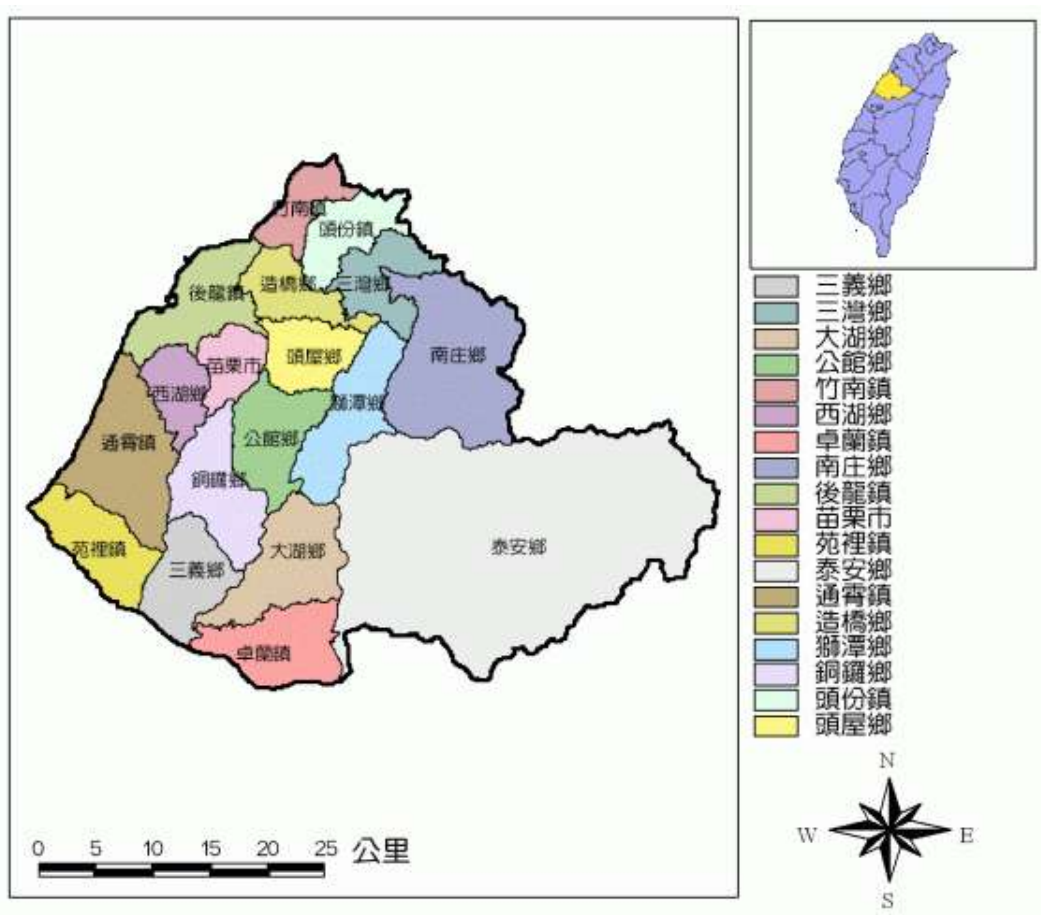 竹南鎮
頭份鎮
造橋鄉
三灣鄉
後龍鎮
頭屋鄉
南庄鄉
苗栗市
西湖鄉
獅潭鄉
通霄鎮
公館鄉
銅鑼鄉
苑裡鎮
三義鄉
大湖鄉
泰安鄉
卓蘭鎮
0 5 10 15 20 25 公里
三義鄉
三灣鄉
大湖鄉
公館鄉
竹南鎮
西湖鄉
卓蘭鎮
南庄鄉
後龍鎮
苗栗市
苑裡鎮
泰安鄉
通霄鎮
造橋鄉
獅潭鄉
銅鑼鄉
頭份鎮
頭屋鄉
N
W E
S